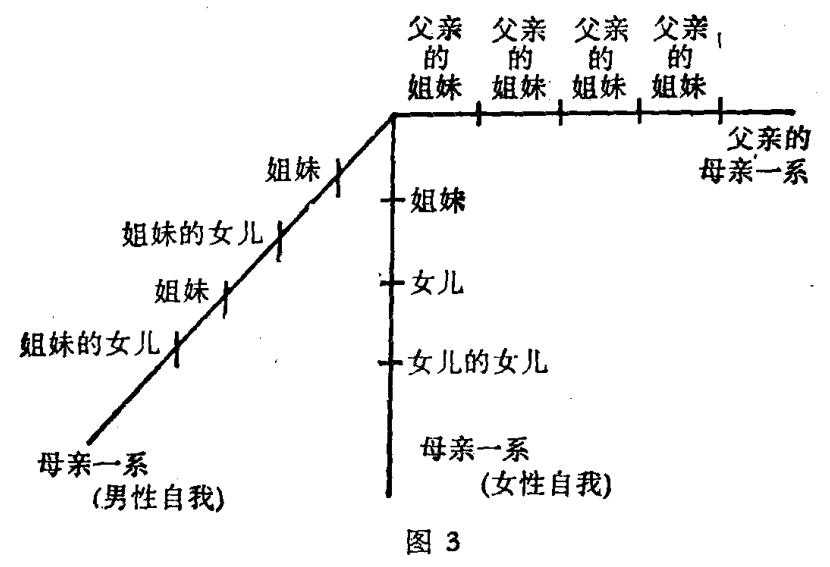 父亲 父亲 父亲 父亲
的 的 的 的
姐妹 姐妹 姐妹 姐妹
父亲的
母亲一系
姐妹
姐妹
姐妹的女儿
女儿
姐妹
姐妹的女儿
女儿的女儿
母亲一系
(男性自我)
母亲一系
(女性自我)
图 3